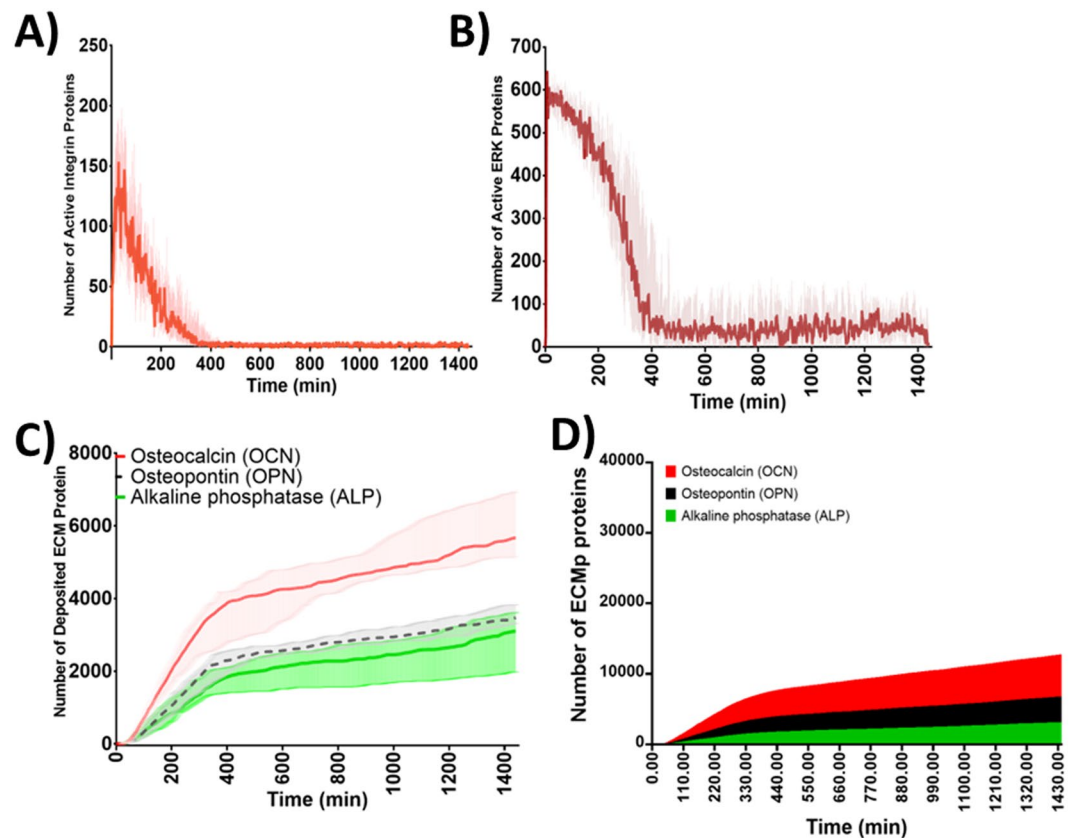 A)
Number of Active Integrin Proteins
250
200
150
100
50
0
0 200 400 600 800 1000 1200 1400
Time (min)
B)
Number of Active ERK Proteins
700
600
500
400
300
200
100
0
0 200 400 600 800 1000 1200 1400
Time (min)
C)
Number of Deposited ECM Protein
8000
6000
4000
2000
0
Osteocalcin (OCN)
Osteopontin (OPN)
Alkaline phosphatase (ALP)
0 200 400 600 800 1000 1200 1400
Time (min)
D)
Number of ECMp proteins
40000
30000
20000
10000
0
Osteocalcin (OCN)
Osteopontin (OPN)
Alkaline phosphatase (ALP)
0.00 110.00 220.00 330.00 440.00 550.00 660.00 770.00 880.00 990.00 1100.00 1210.00 1320.00 1430.00
Time (min)